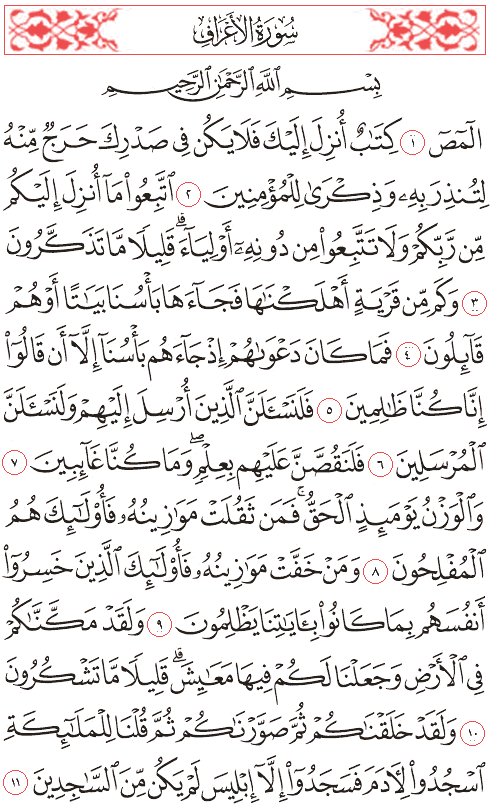 سُورَةُ الأَعْرَافِ
بِسْمِ ٱللَّهِ ٱلرَّحْمَٰنِ ٱلرَّحِيمِ
الٓمٓصٓ ١ كِتَٰبٌ أُنزِلَ إِلَيْكَ فَلَا يَكُن فِى صَدْرِكَ حَرَجٌ مِّنْهُ
لِتُنذِرَ بِهِۦ وَذِكْرَىٰ لِلْمُؤْمِنِينَ ٢ ٱتَّبِعُوا۟ مَآ أُنزِلَ إِلَيْكُم
مِّن رَّبِّكُمْ وَلَا تَتَّبِعُوا۟ مِن دُونِهِۦٓ أَوْلِيَآءَ ۗ قَلِيلًا مَّا تَذَكَّرُونَ
٣ وَكَم مِّن قَرْيَةٍ أَهْلَكْنَٰهَا فَجَآءَهَا بَأْسُنَا بَيَٰتًا أَوْ هُمْ
قَآئِلُونَ ٤ فَمَا كَانَ دَعْوَىٰهُمْ إِذْ جَآءَهُم بَأْسُنَآ إِلَّآ أَن قَالُوٓا۟
إِنَّا كُنَّا ظَٰلِمِينَ ٥ فَلَنَسْـَٔلَنَّ ٱلَّذِينَ أُرْسِلَ إِلَيْهِمْ وَلَنَسْـَٔلَنَّ
ٱلْمُرْسَلِينَ ٦ فَلَنَقُصَّنَّ عَلَيْهِم بِعِلْمٍ ۖ وَمَا كُنَّا غَآئِبِينَ ٧
وَٱلْوَزْنُ يَوْمَئِذٍ ٱلْحَقُّ ۚ فَمَن ثَقُلَتْ مَوَٰزِينُهُۥ فَأُو۟لَٰٓئِكَ هُمُ
ٱلْمُفْلِحُونَ ٨ وَمَنْ خَفَّتْ مَوَٰزِينُهُۥ فَأُو۟لَٰٓئِكَ ٱلَّذِينَ خَسِرُوٓا۟
أَنفُسَهُم بِمَا كَانُوا۟ بِـَٔايَٰتِنَا يَظْلِمُونَ ٩ وَلَقَدْ مَكَّنَّٰكُمْ
فِى ٱلْأَرْضِ وَجَعَلْنَا لَكُمْ فِيهَا مَعَٰيِشَ ۗ قَلِيلًا مَّا تَشْكُرُونَ
١٠ وَلَقَدْ خَلَقْنَٰكُمْ ثُمَّ صَوَّرْنَٰكُمْ ثُمَّ قُلْنَا لِلْمَلَٰٓئِكَةِ
ٱسْجُدُوا۟ لِـَٔادَمَ فَسَجَدُوٓا۟ إِلَّآ إِبْلِيسَ لَمْ يَكُن مِّنَ ٱلسَّٰجِدِينَ ١١